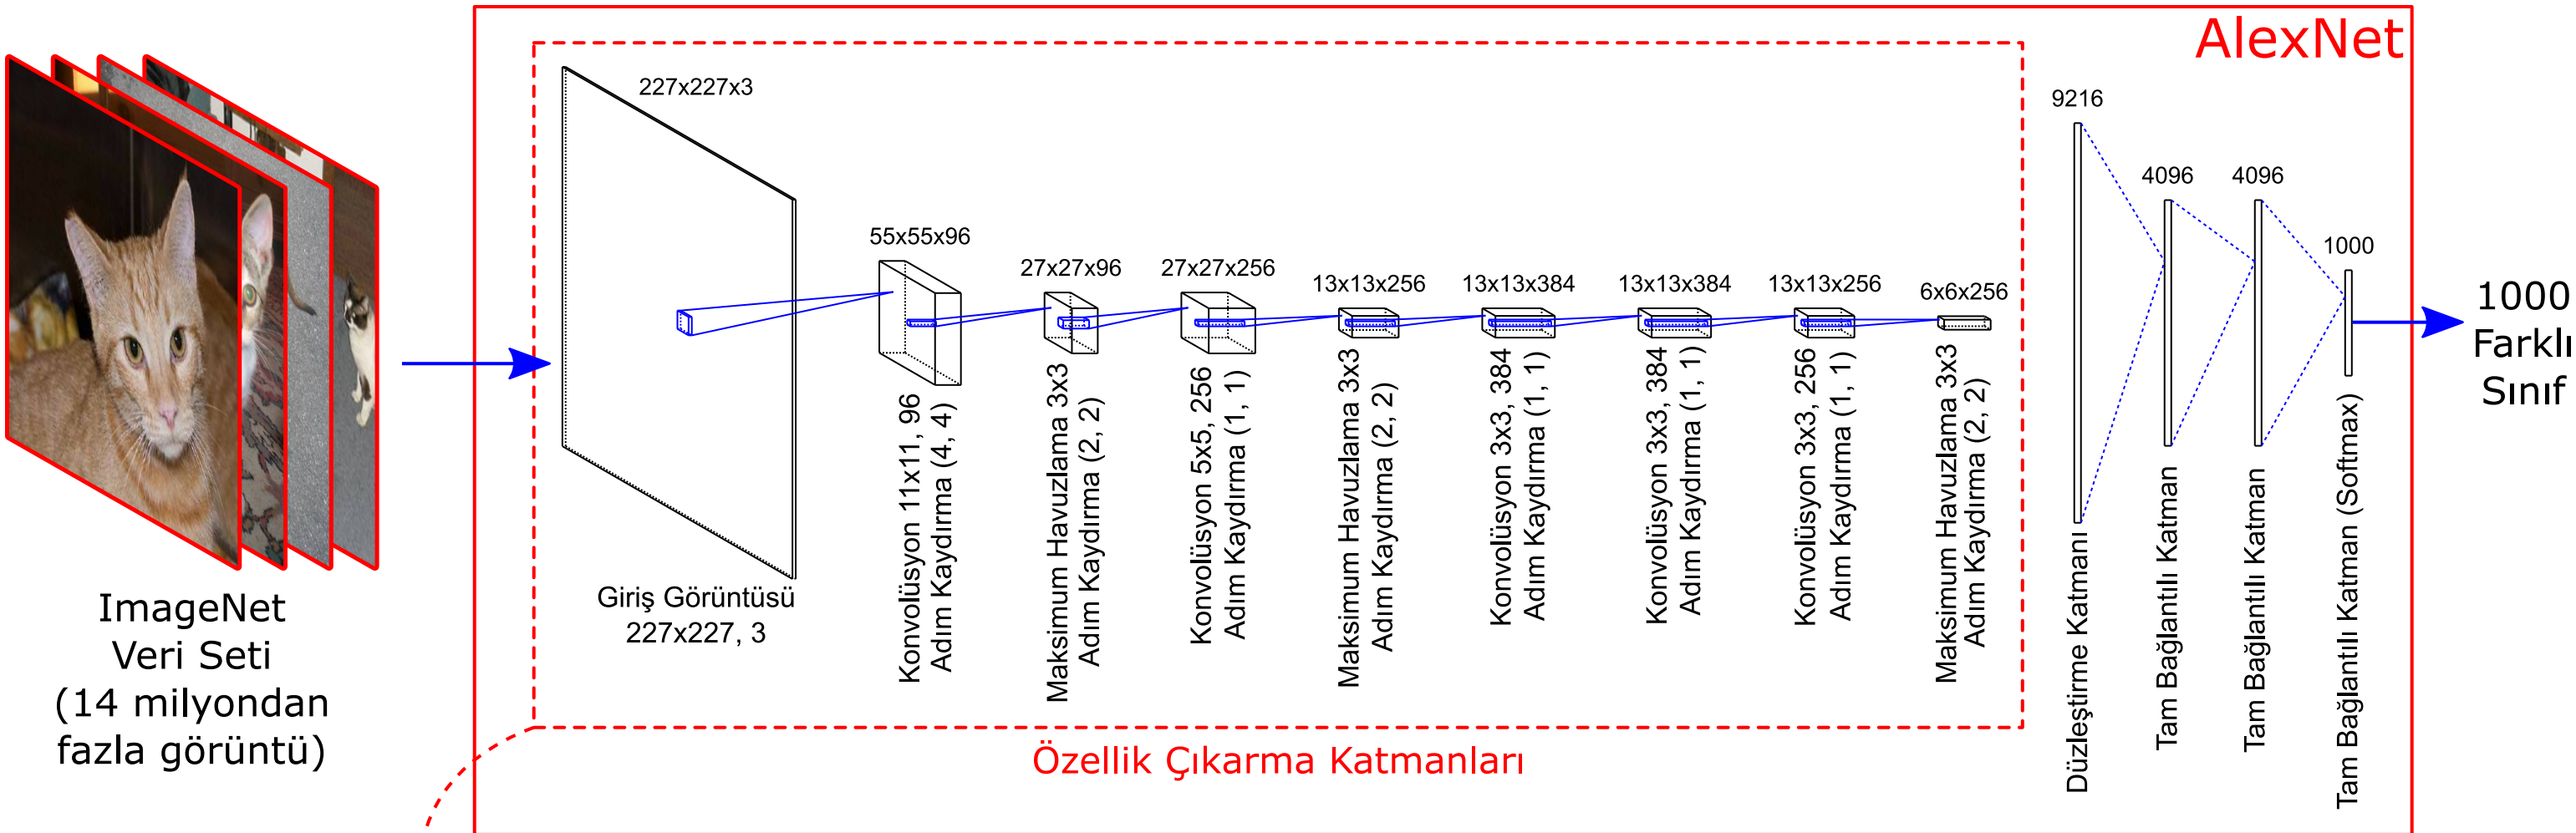 AlexNet
ImageNet
Veri Seti
(14 milyondan
fazla görüntü)
227x227x3
Giriş Görüntüsü
227x227, 3
55x55x96
Konvolüsyon 11x11, 96
Adım Kaydırma (4, 4)
27x27x96
Maksimum Havuzlama 3x3
Adım Kaydırma (2, 2)
27x27x256
Konvolüsyon 5x5, 256
Adım Kaydırma (1, 1)
13x13x256
Maksimum Havuzlama 3x3
Adım Kaydırma (2, 2)
13x13x384
Konvolüsyon 3x3, 384
Adım Kaydırma (1, 1)
13x13x384
Konvolüsyon 3x3, 384
Adım Kaydırma (1, 1)
13x13x256
Konvolüsyon 3x3, 256
Adım Kaydırma (1, 1)
6x6x256
Maksimum Havuzlama 3x3
Adım Kaydırma (2, 2)
Özellik Çıkarma Katmanları
9216
Düzleştirme Katmanı
4096
Tam Bağlantılı Katman
4096
Tam Bağlantılı Katman
1000
Tam Bağlantılı Katman (Softmax)
1000
Farklı
Sınıf